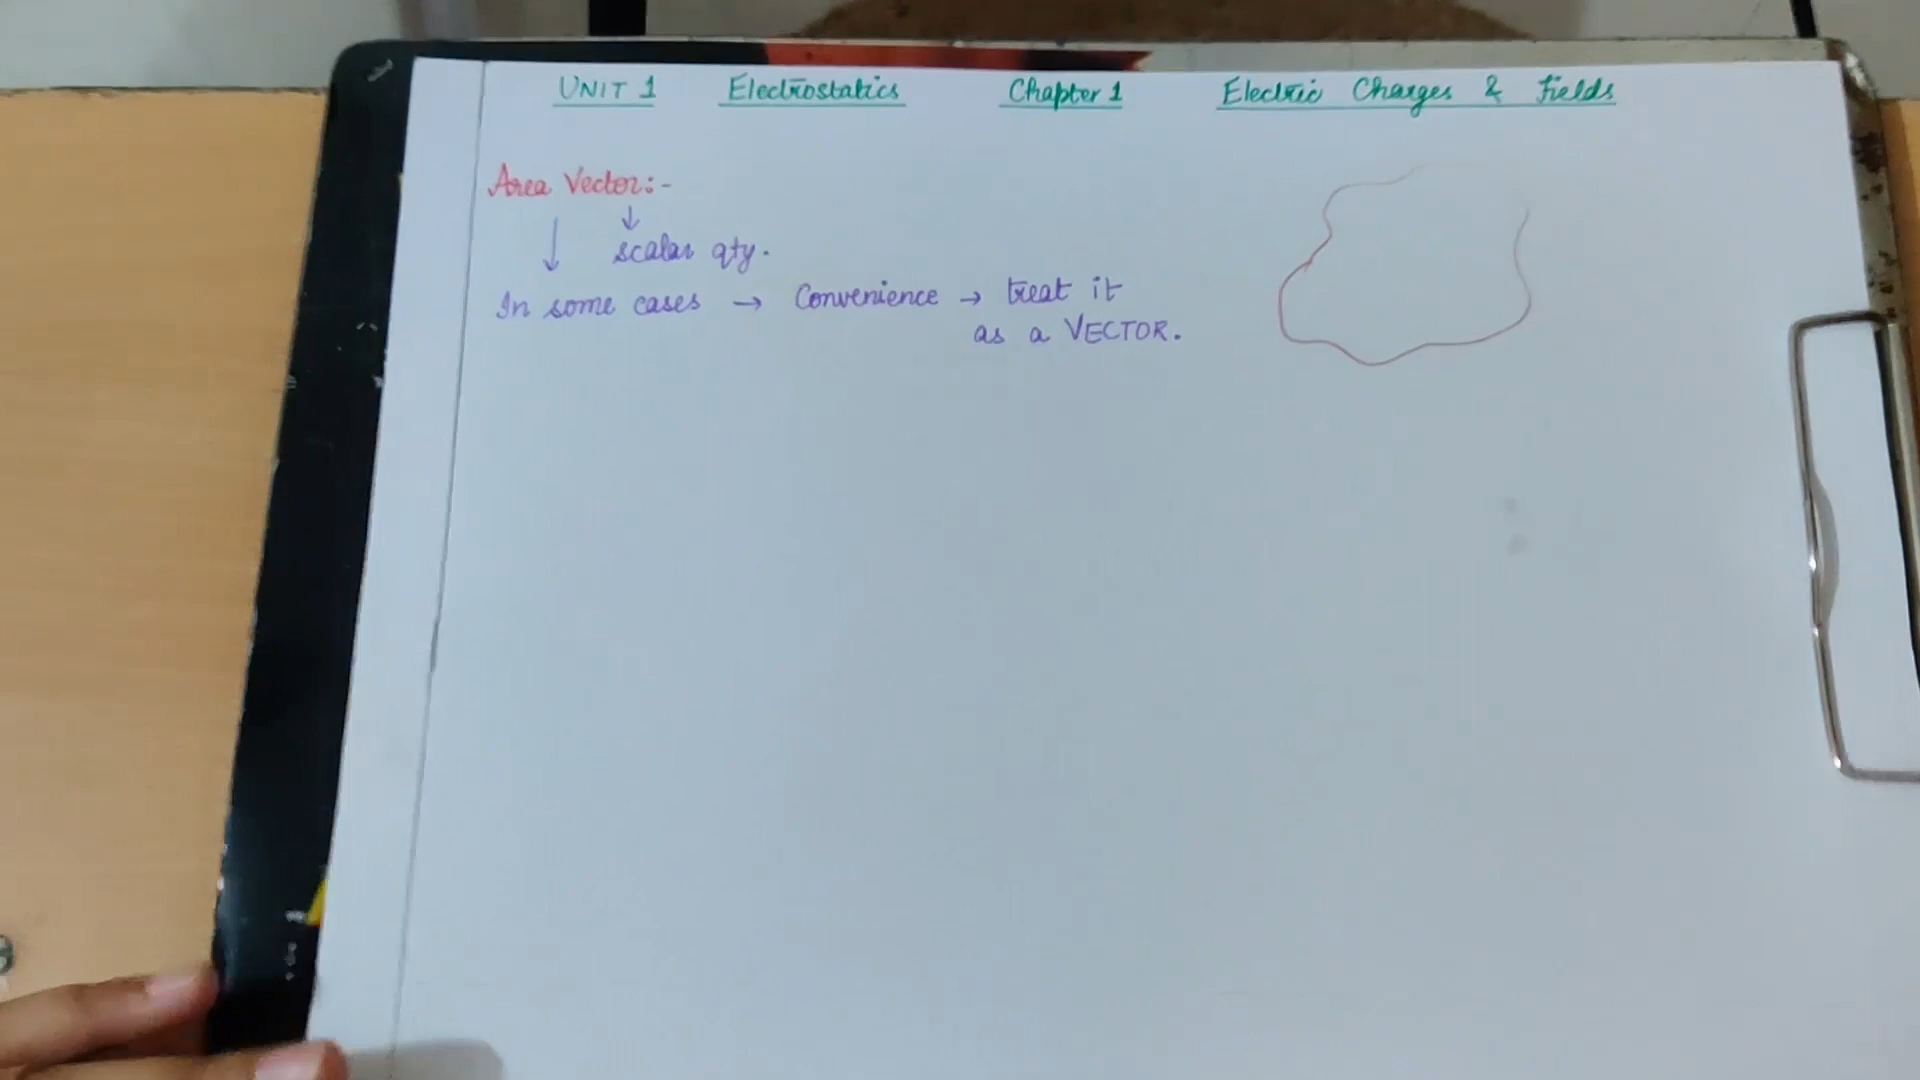 UNIT 1 Electrostatics Chapter 1 Electric Charges & Fields
Area Vector:-
scalar qty.
In some cases → Convenience → treat it
as a VECTOR.